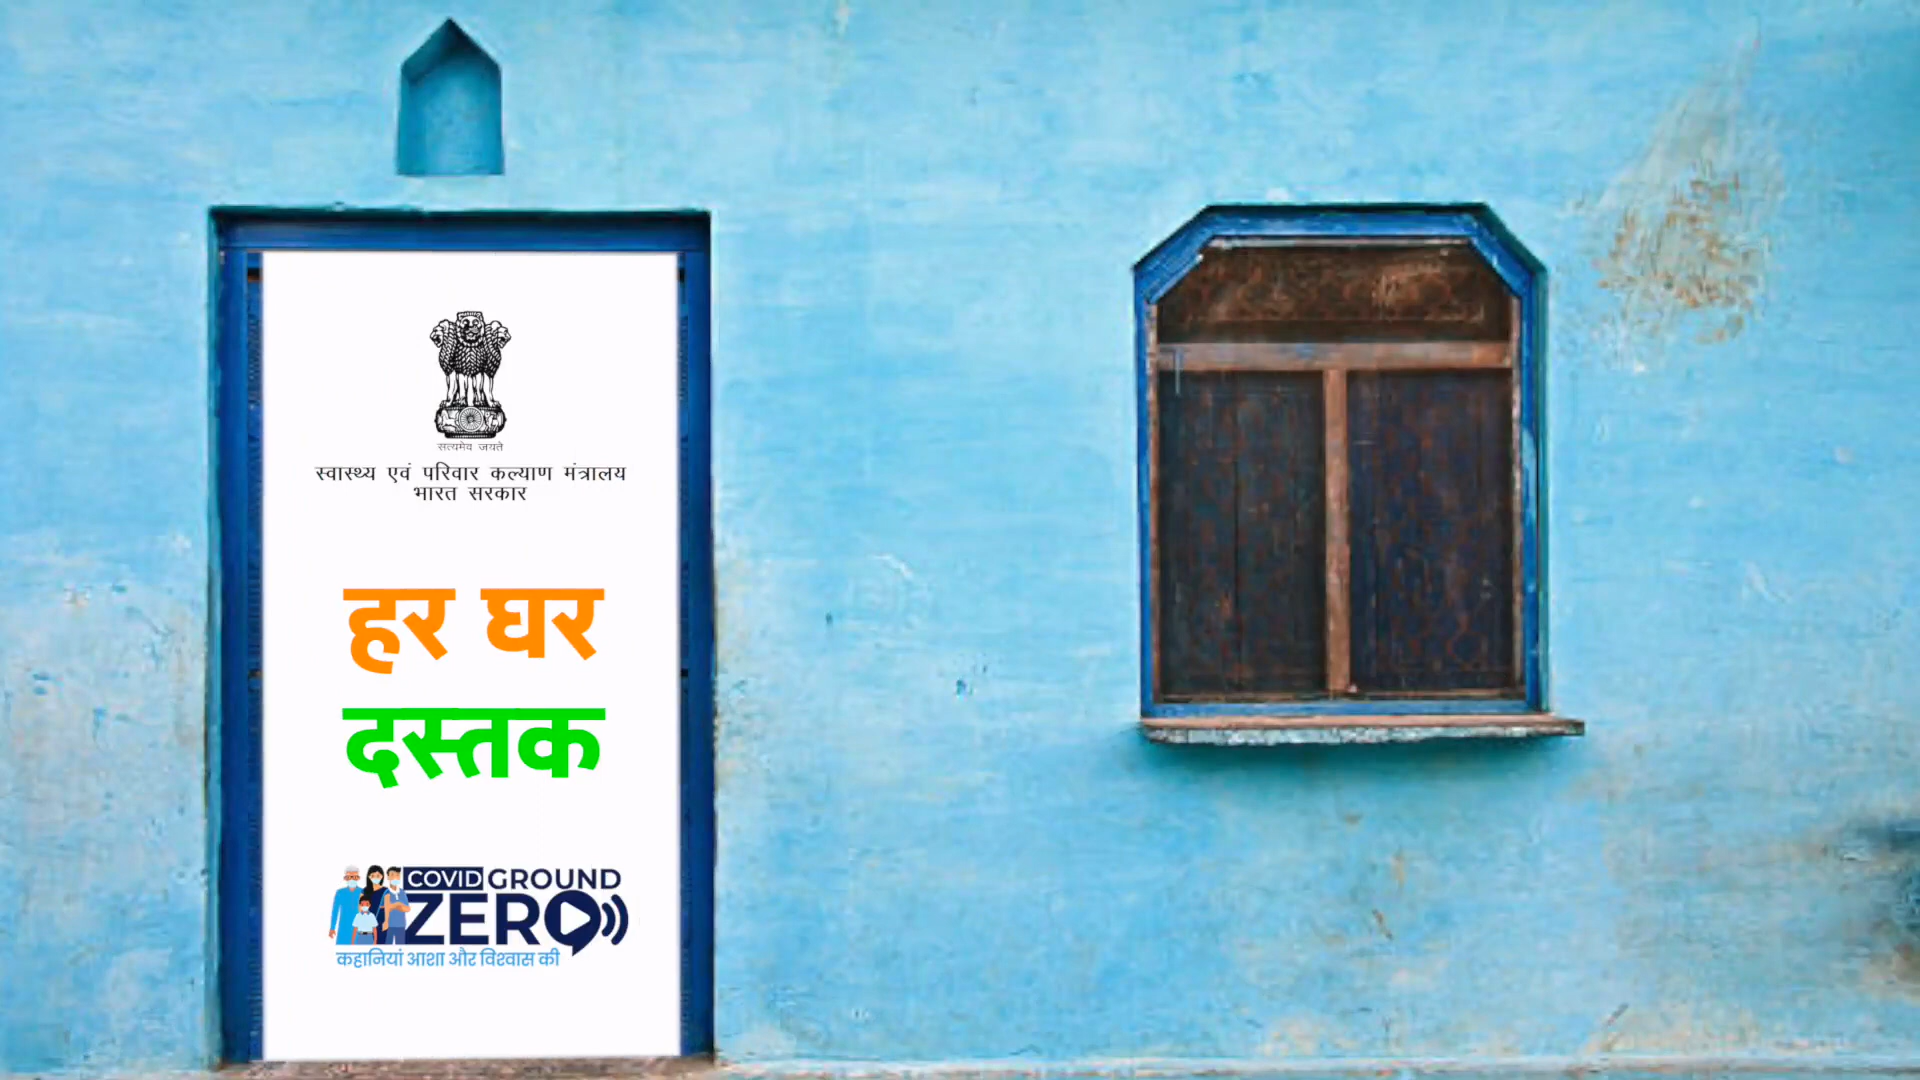 सत्यमेव जयते
स्वास्थ्य एवं परिवार कल्याण मंत्रालय
भारत सरकार
हर घर
दस्तक
COVID GROUND
ZERO
कहानियां आशा और विश्वास की